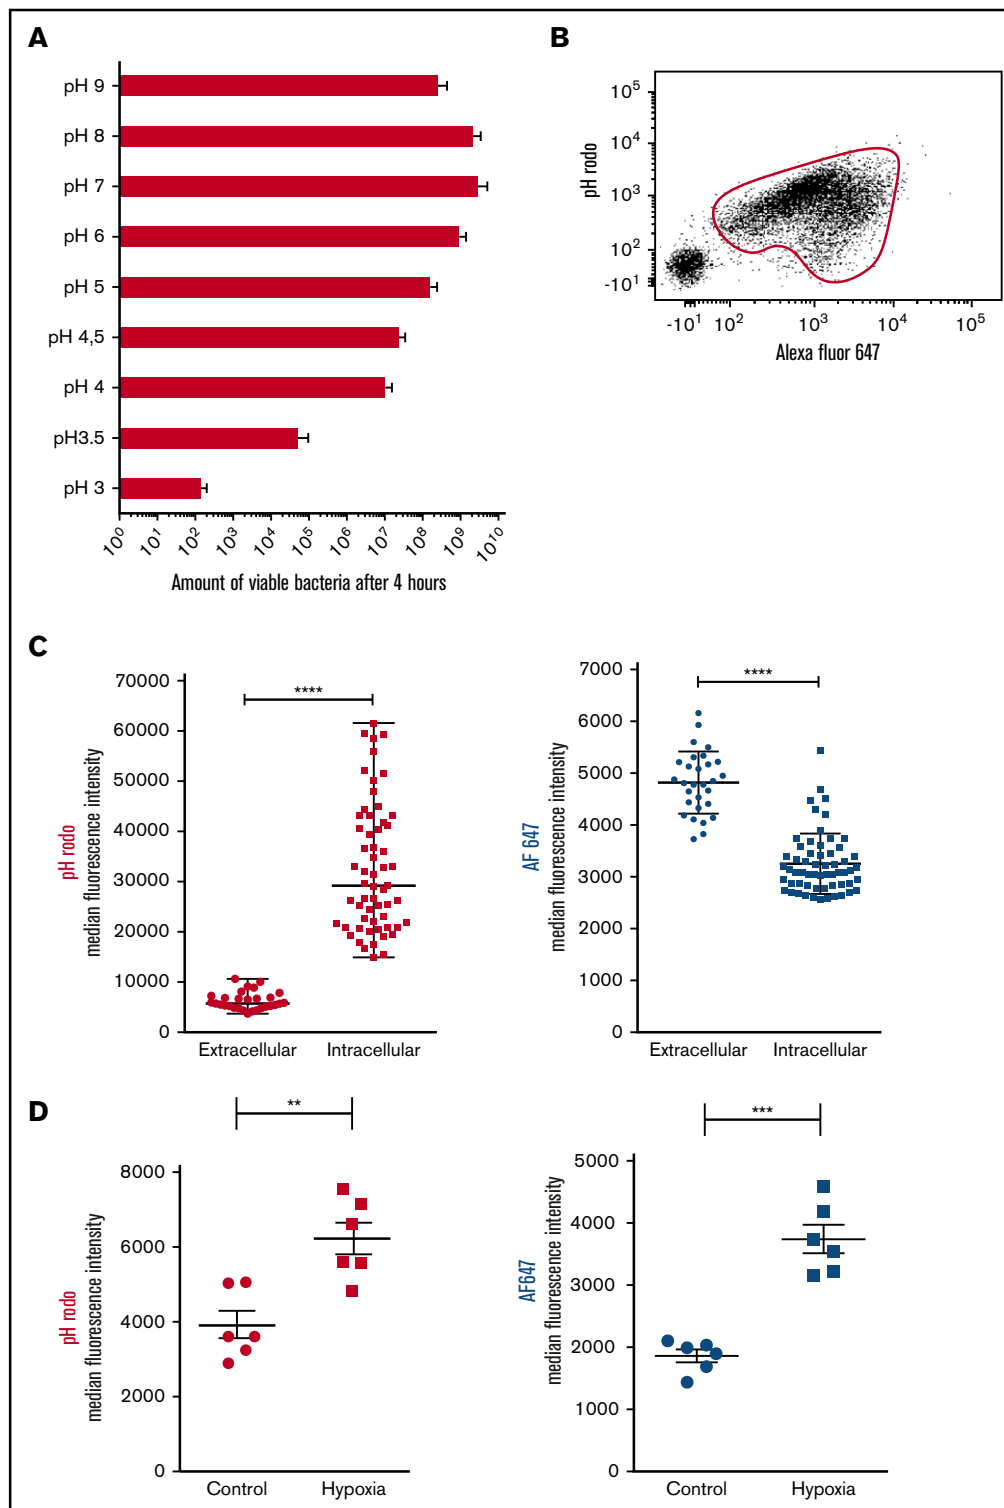 A
pH 9
pH 8
pH 7
pH 6
pH 5
pH 4,5
pH 4
pH3.5
pH 3
10⁰ 10¹ 10² 10³ 10⁴ 10⁵ 10⁶ 10⁷ 10⁸ 10⁹ 10¹⁰
Amount of viable bacteria after 4 hours
B
pH rodo
10⁵
10⁴
10³
10²
-10¹
-10¹ 10² 10³ 10⁴ 10⁵
Alexa fluor 647
C
pH rodo
median fluorescence intensity
70000
60000
50000
40000
30000
20000
10000
0
****
Extracellular Intracellular
AF 647
median fluorescence intensity
7000
6000
5000
4000
3000
2000
1000
0
****
Extracellular Intracellular
D
pH rodo
median fluorescence intensity
8000
6000
4000
2000
0
**
Control Hypoxia
AF647
median fluorescence intensity
5000
4000
3000
2000
1000
0
***
Control Hypoxia